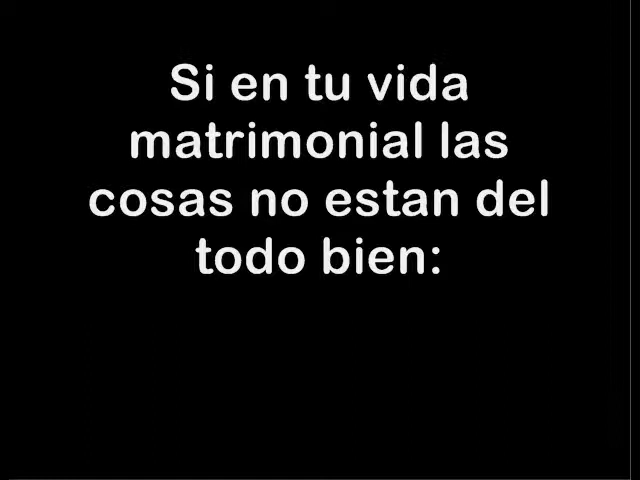 Si en tu vida
matrimonial las
cosas no estan del
todo bien: